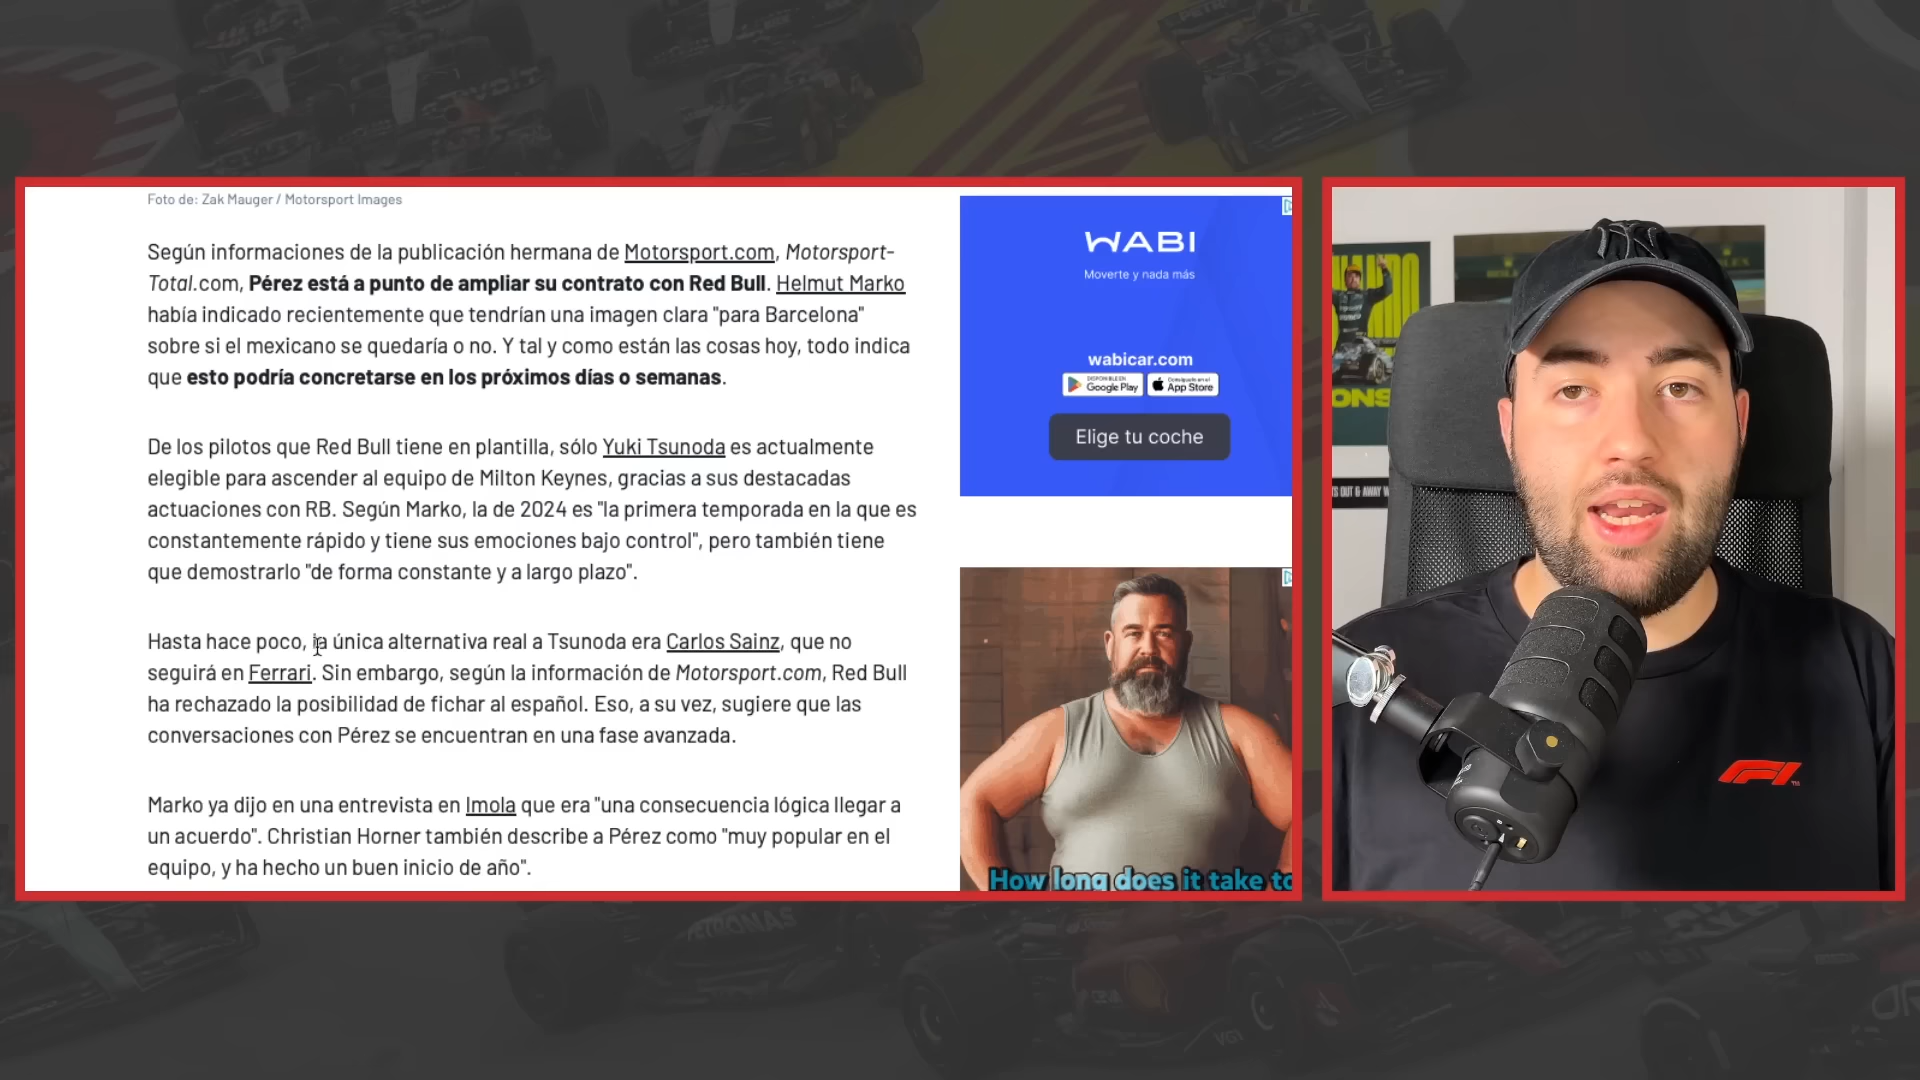 Foto de: Zak Mauger / Motorsport Images
Según informaciones de la publicación hermana de Motorsport.com, Motorsport-
Total.com, Pérez está a punto de ampliar su contrato con Red Bull. Helmut Marko
había indicado recientemente que tendrían una imagen clara "para Barcelona"
sobre si el mexicano se quedaría o no. Y tal y como están las cosas hoy, todo indica
que esto podría concretarse en los próximos días o semanas.
De los pilotos que Red Bull tiene en plantilla, sólo Yuki Tsunoda es actualmente
elegible para ascender al equipo de Milton Keynes, gracias a sus destacadas
actuaciones con RB. Según Marko, la de 2024 es "la primera temporada en la que es
constantemente rápido y tiene sus emociones bajo control", pero también tiene
que demostrarlo "de forma constante y a largo plazo".
Hasta hace poco, la única alternativa real a Tsunoda era Carlos Sainz, que no
seguirá en Ferrari. Sin embargo, según la información de Motorsport.com, Red Bull
ha rechazado la posibilidad de fichar al español. Eso, a su vez, sugiere que las
conversaciones con Pérez se encuentran en una fase avanzada.
Marko ya dijo en una entrevista en Imola que era "una consecuencia lógica llegar a
un acuerdo". Christian Horner también describe a Pérez como "muy popular en el
equipo, y ha hecho un buen inicio de año".
WABI
Moverte y nada más
wabicar.com
DISPONIBLE EN
Google Play
Consíguelo en el
App Store
Elige tu coche
How long does it take to
ONS
OUT & AWAY
F1
PETRONAS